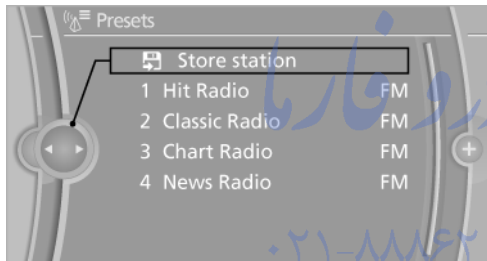 Presets
Store station
1 Hit Radio FM
2 Classic Radio FM
3 Chart Radio FM
4 News Radio FM